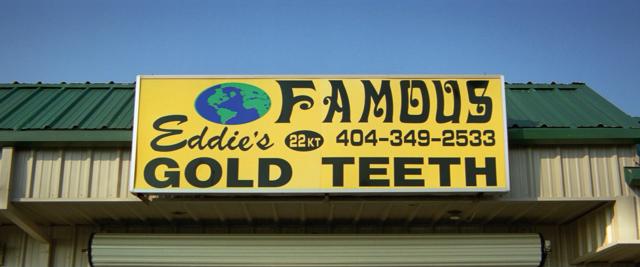 FAMOUS
Eddie's 22KT 404-349-2533
GOLD TEETH